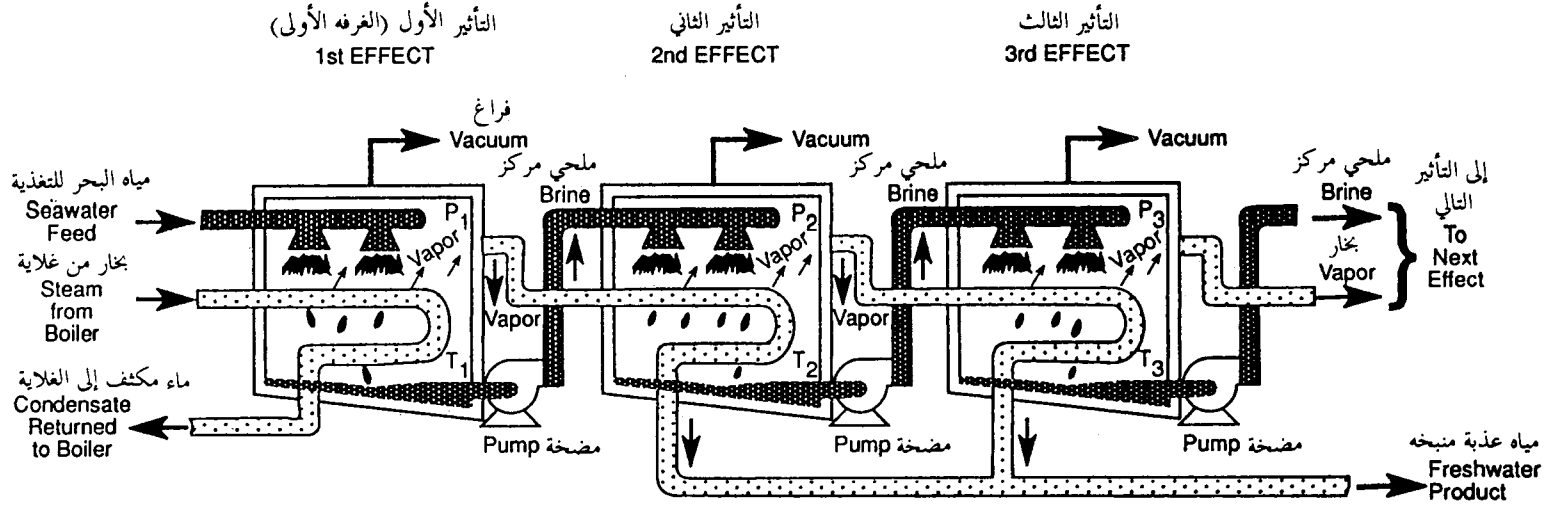 التأثير الأول (الغرفه الأولى)
1st EFFECT
التأثير الثاني
2nd EFFECT
التأثير الثالث
3rd EFFECT
فراغ
Vacuum
Vacuum
Vacuum
مياه البحر للتغذية
Seawater
Feed
بخار من غلاية
Steam
from
Boiler
ماء مكثف إلى الغلاية
Condensate
Returned
to Boiler
P1
Vapor
T1
ملحي مركز
Brine
Vapor
Pump مضخة
P2
Vapor
T2
ملحي مركز
Brine
Vapor
Pump مضخة
P3
Vapor
T3
Pump مضخة
ملحي مركز
Brine
بخار
Vapor
إلى التأثير
التالي
To
Next
Effect
مياه عذبة منبخه
Freshwater
Product